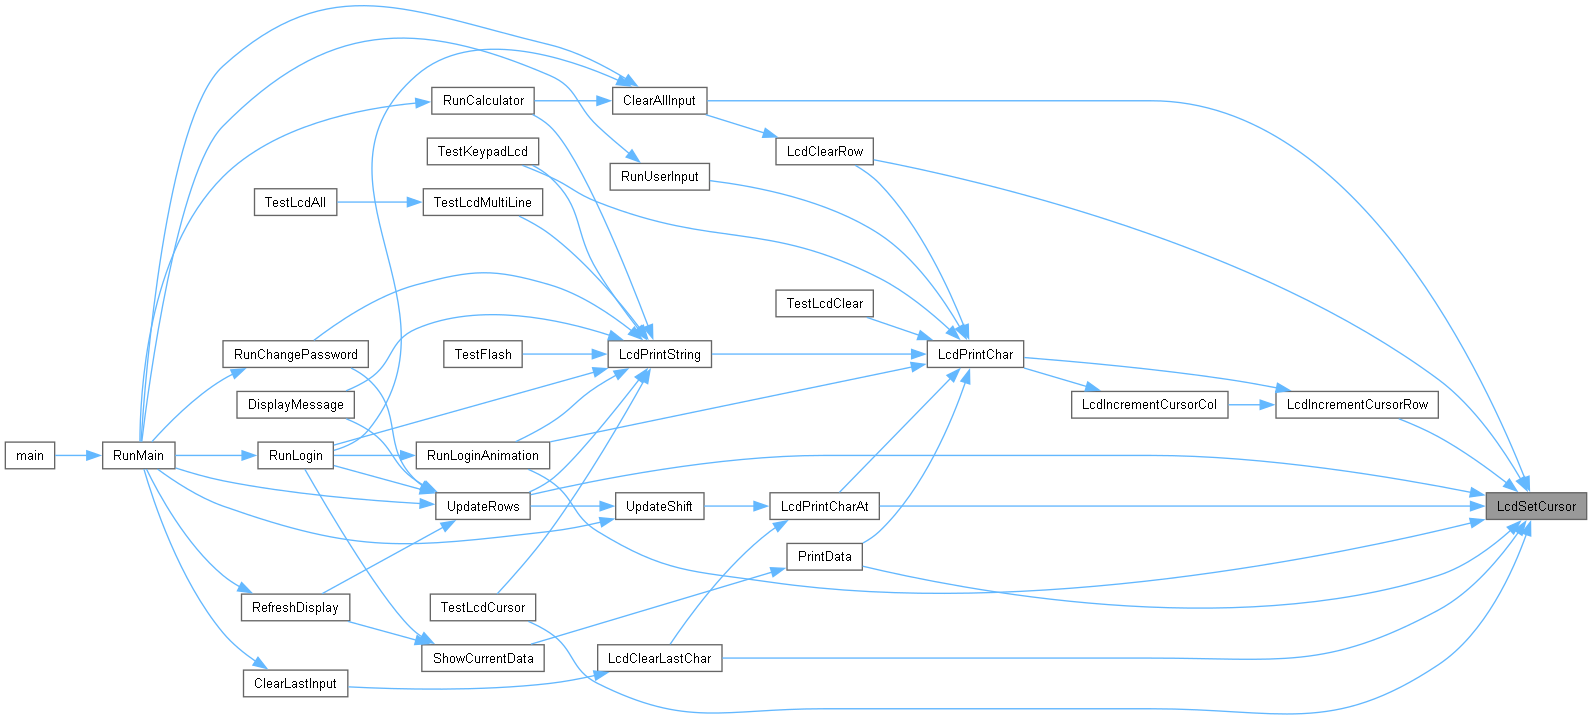 RunCalculator
ClearAllInput
TestKeypadLcd
LcdClearRow
RunUserInput
TestLcdAll
TestLcdMultiLine
TestLcdClear
RunChangePassword
TestFlash
LcdPrintString
LcdPrintChar
DisplayMessage
LcdIncrementCursorCol
LcdIncrementCursorRow
main
RunMain
RunLogin
RunLoginAnimation
UpdateRows
UpdateShift
LcdPrintCharAt
LcdSetCursor
PrintData
RefreshDisplay
TestLcdCursor
ShowCurrentData
LcdClearLastChar
ClearLastInput